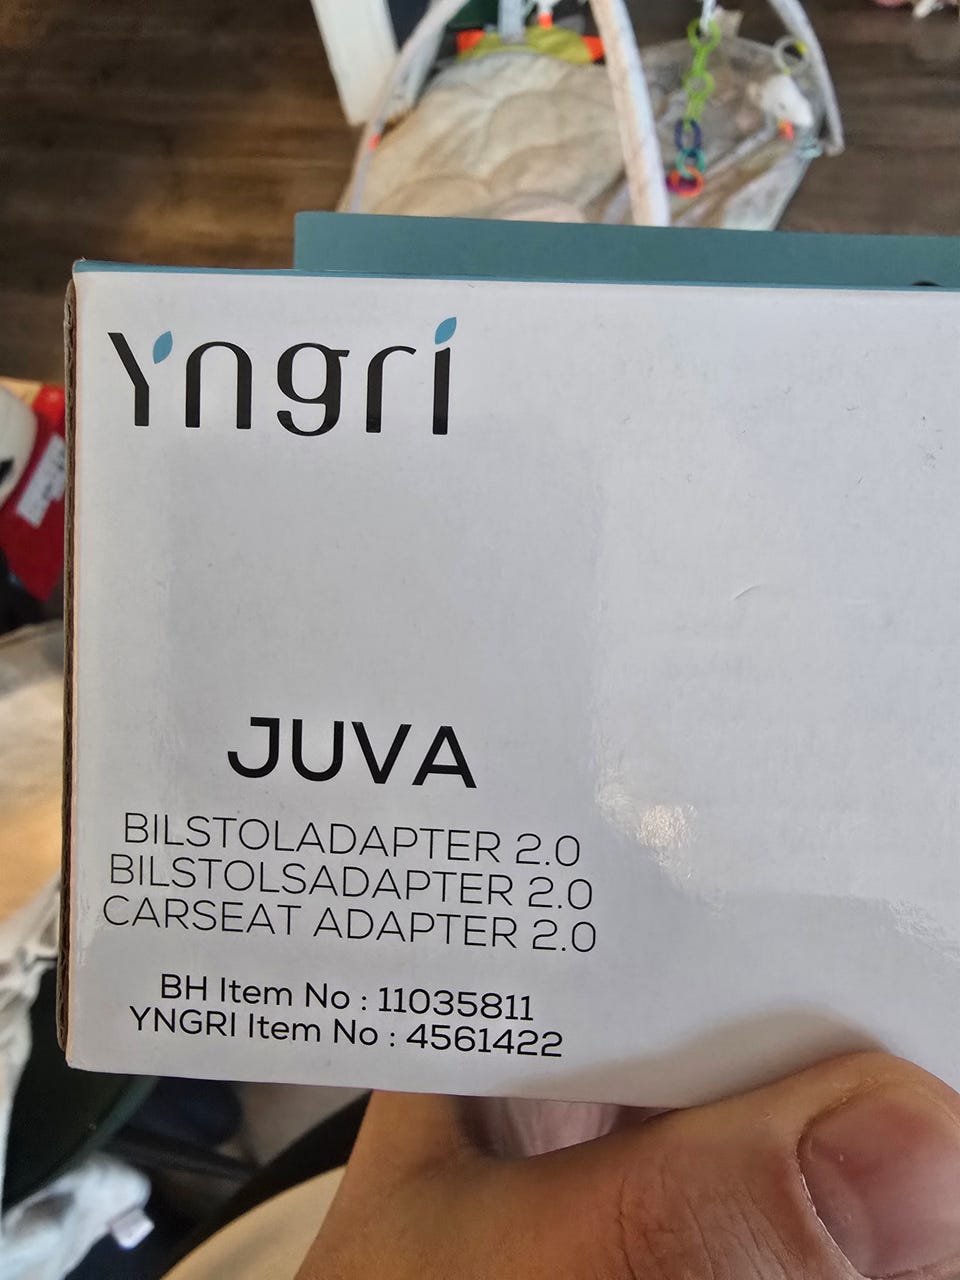 Yngri
JUVA
BILSTOLADAPTER 2.0
BILSTOLSADAPTER 2.0
CARSEAT ADAPTER 2.0
BH Item No : 11035811
YNGRI Item No : 4561422